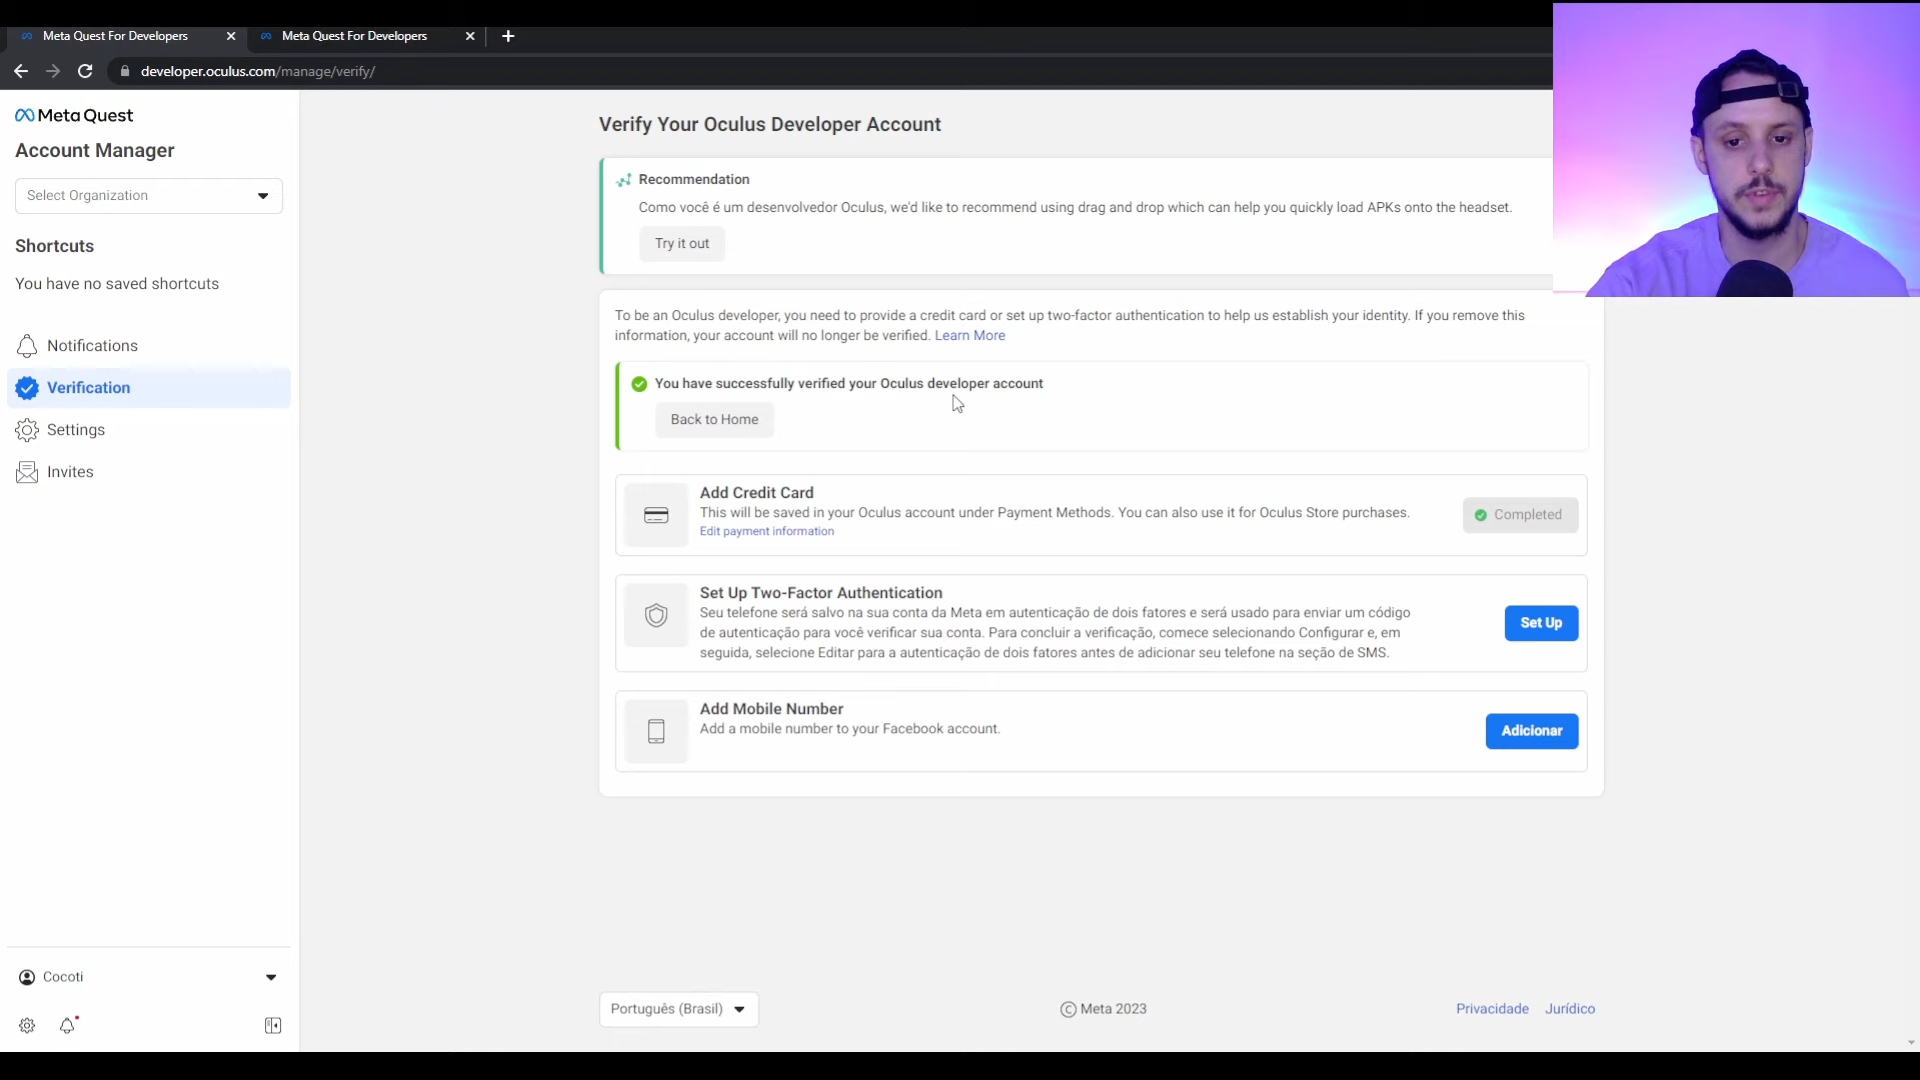 Meta Quest For Developers
Meta Quest For Developers
developer.oculus.com/manage/verify/
Meta Quest
Account Manager
Select Organization
Shortcuts
You have no saved shortcuts
Notifications
Verification
Settings
Invites
Cocoti
Verify Your Oculus Developer Account
Recommendation
Como você é um desenvolvedor Oculus, we'd like to recommend using drag and drop which can help you quickly load APKs onto the headset.
Try it out
To be an Oculus developer, you need to provide a credit card or set up two-factor authentication to help us establish your identity. If you remove this
information, your account will no longer be verified. Learn More
You have successfully verified your Oculus developer account
Back to Home
Add Credit Card
This will be saved in your Oculus account under Payment Methods. You can also use it for Oculus Store purchases.
Edit payment information
Completed
Set Up Two-Factor Authentication
Seu telefone será salvo na sua conta da Meta em autenticação de dois fatores e será usado para enviar um código
de autenticação para você verificar sua conta. Para concluir a verificação, comece selecionando Configurar e, em
seguida, selecione Editar para a autenticação de dois fatores antes de adicionar seu telefone na seção de SMS.
Set Up
Add Mobile Number
Add a mobile number to your Facebook account.
Adicionar
Português (Brasil)
© Meta 2023
Privacidade
Jurídico